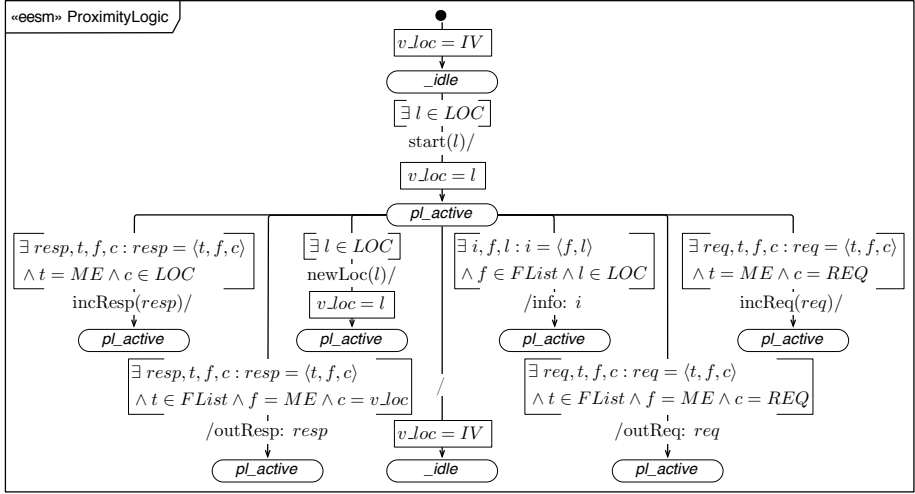 «eesm» ProximityLogic
v_loc = IV
_idle
∃ l ∈ LOC
start(l)/
v_loc = l
pl_active
∃ resp, t, f, c : resp = ⟨t, f, c⟩
∧ t = ME ∧ c ∈ LOC
incResp(resp)/
pl_active
∃ l ∈ LOC
newLoc(l)/
v_loc = l
pl_active
∃ i, f, l : i = ⟨f, l⟩
∧ f ∈ FList ∧ l ∈ LOC
/info: i
pl_active
∃ req, t, f, c : req = ⟨t, f, c⟩
∧ t = ME ∧ c = REQ
incReq(req)/
pl_active
∃ resp, t, f, c : resp = ⟨t, f, c⟩
∧ t ∈ FList ∧ f = ME ∧ c = v_loc
/outResp: resp
pl_active
/
v_loc = IV
_idle
∃ req, t, f, c : req = ⟨t, f, c⟩
∧ t ∈ FList ∧ f = ME ∧ c = REQ
/outReq: req
pl_active